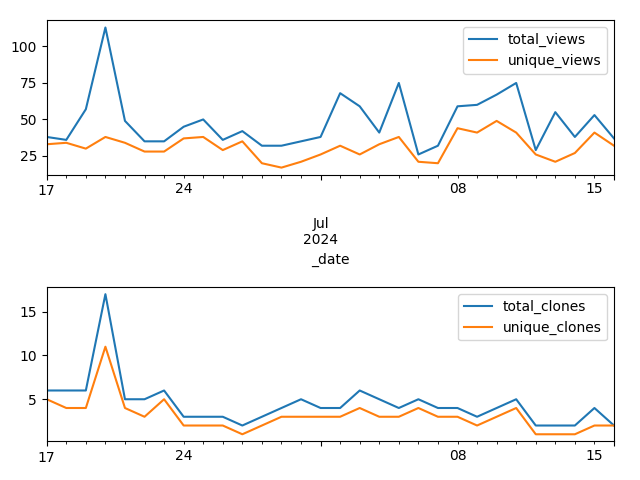 total_views
unique_views
100
75
50
25
17 24 08 15
Jul
2024
_date
total_clones
unique_clones
15
10
5
17 24 08 15